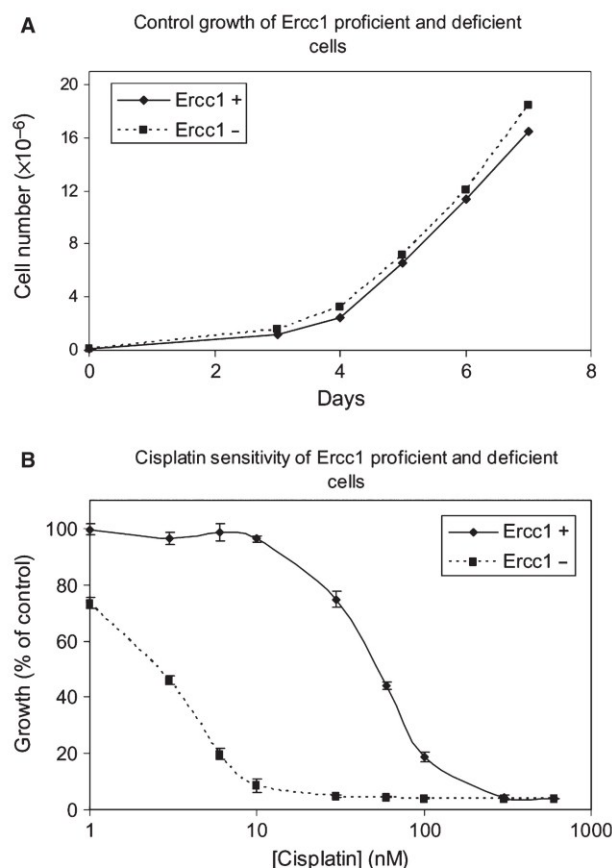 A
Control growth of Ercc1 proficient and deficient
cells
20
16
12
8
4
0
Cell number (×10⁻⁶)
Ercc1 +
Ercc1 –
0 2 4 6 8
Days
B
Cisplatin sensitivity of Ercc1 proficient and deficient
cells
100
80
60
40
20
0
Growth (% of control)
Ercc1 +
Ercc1 –
1 10 100 1000
[Cisplatin] (nM)